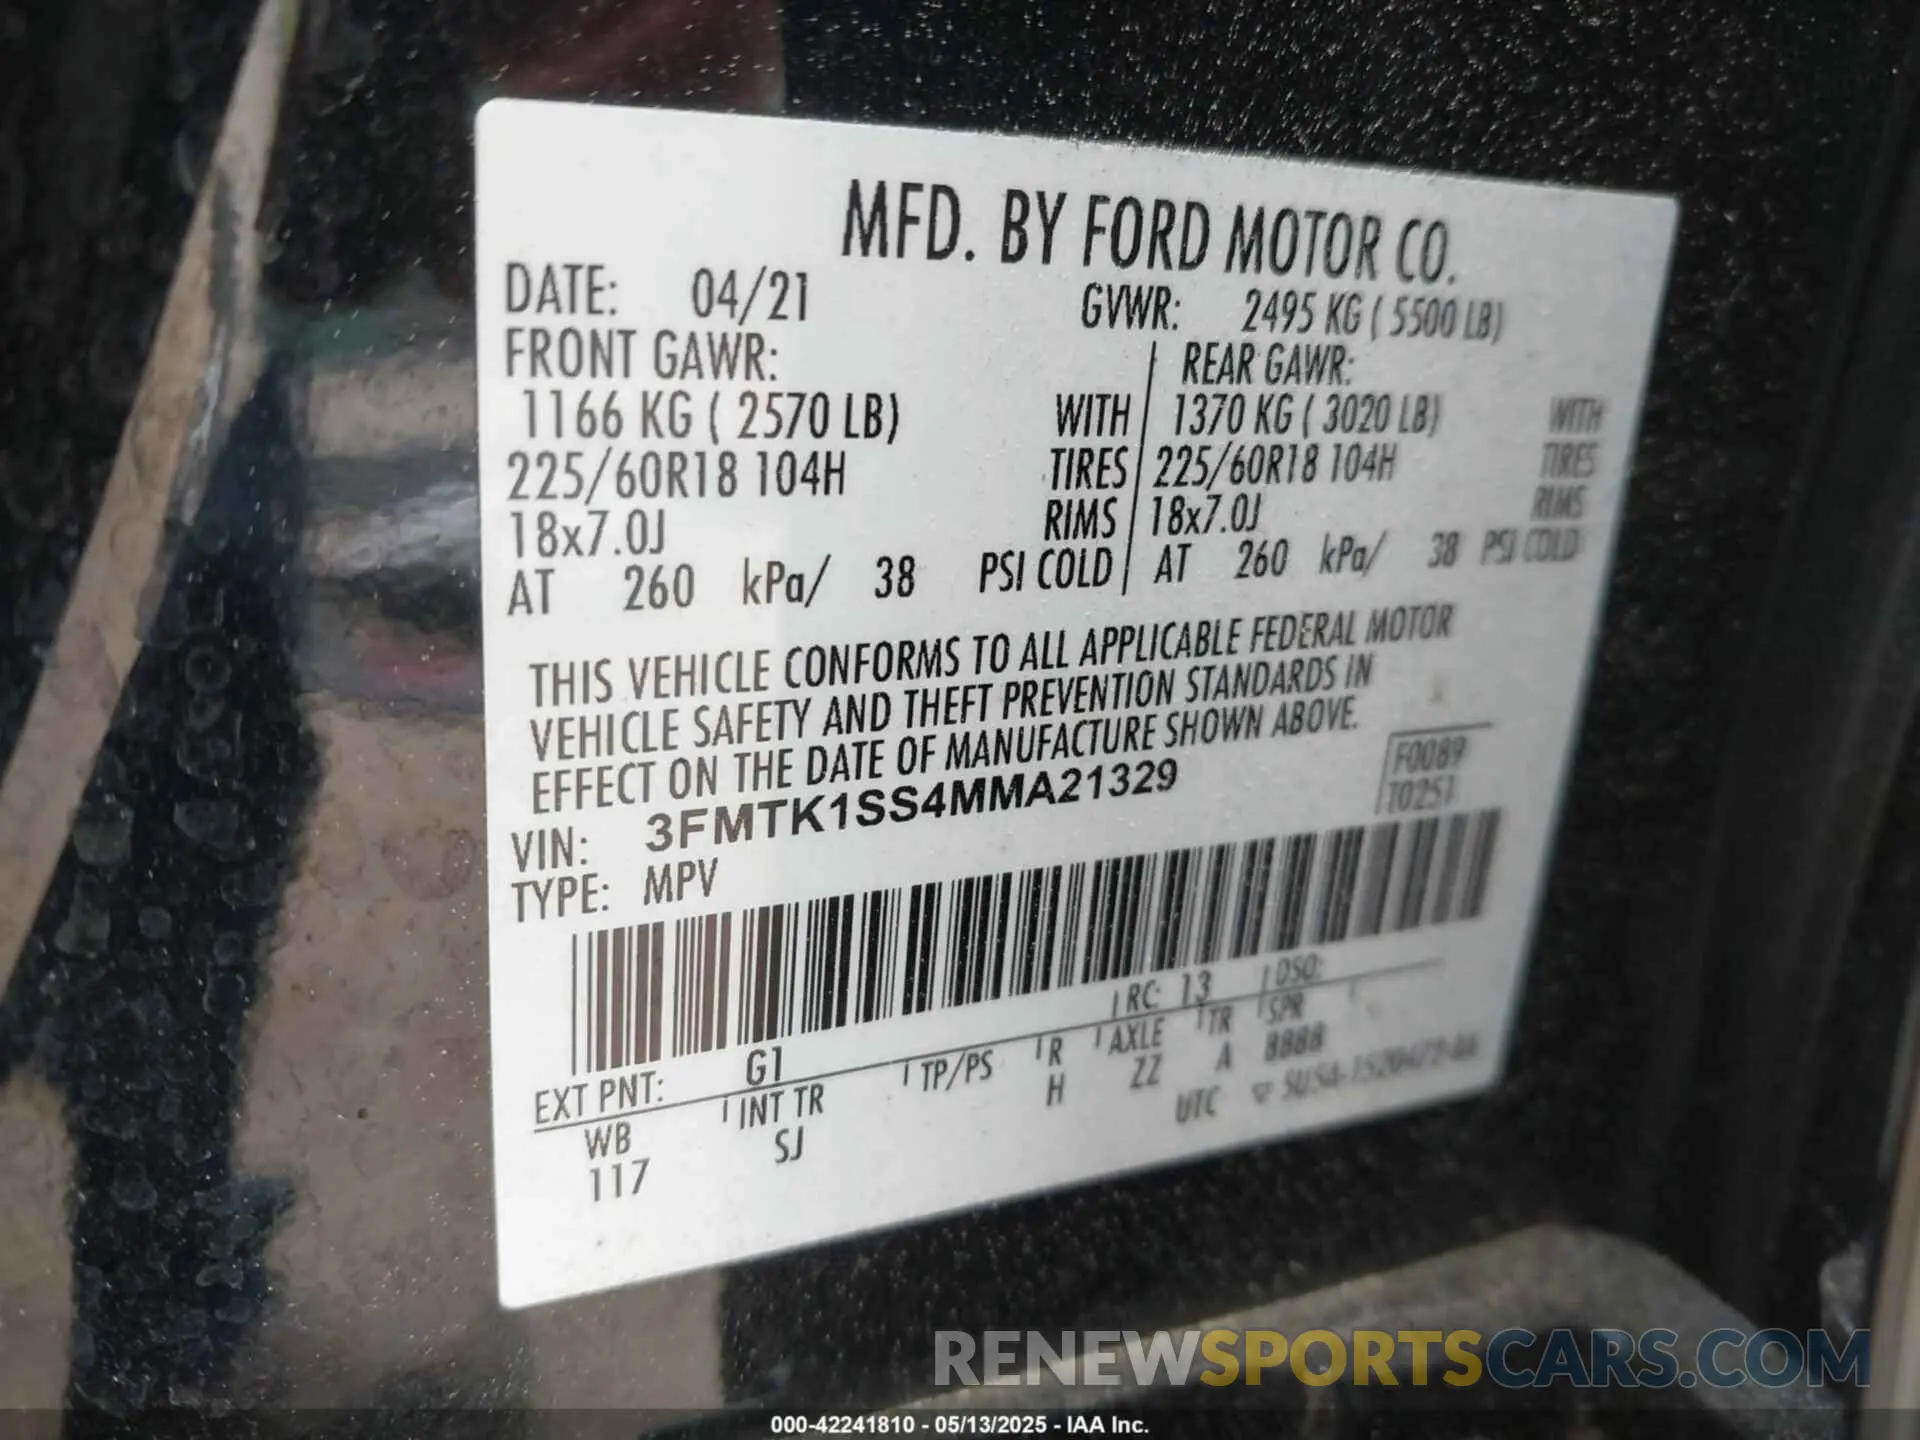 MFD. BY FORD MOTOR CO.
DATE: 04/21 GVWR: 2495 KG ( 5500 LB)
FRONT GAWR: REAR GAWR:
1166 KG ( 2570 LB) WITH 1370 KG ( 3020 LB) WITH
225/60R18 104H TIRES 225/60R18 104H TIRES
18x7.0J RIMS 18x7.0J RIMS
AT 260 kPa/ 38 PSI COLD AT 260 kPa/ 38 PSI COLD
THIS VEHICLE CONFORMS TO ALL APPLICABLE FEDERAL MOTOR
VEHICLE SAFETY AND THEFT PREVENTION STANDARDS IN
EFFECT ON THE DATE OF MANUFACTURE SHOWN ABOVE.
F0089
T0251
VIN: 3FMTK1SS4MMA21329
TYPE: MPV
RC: 13 DSO:
EXT PNT: G1
WB INT TR TP/PS R AXLE TR SPR
117 SJ H ZZ A 8888
UTC
RENEWSPORTSCARS.COM
000-42241810 - 05/13/2025 - IAA Inc.